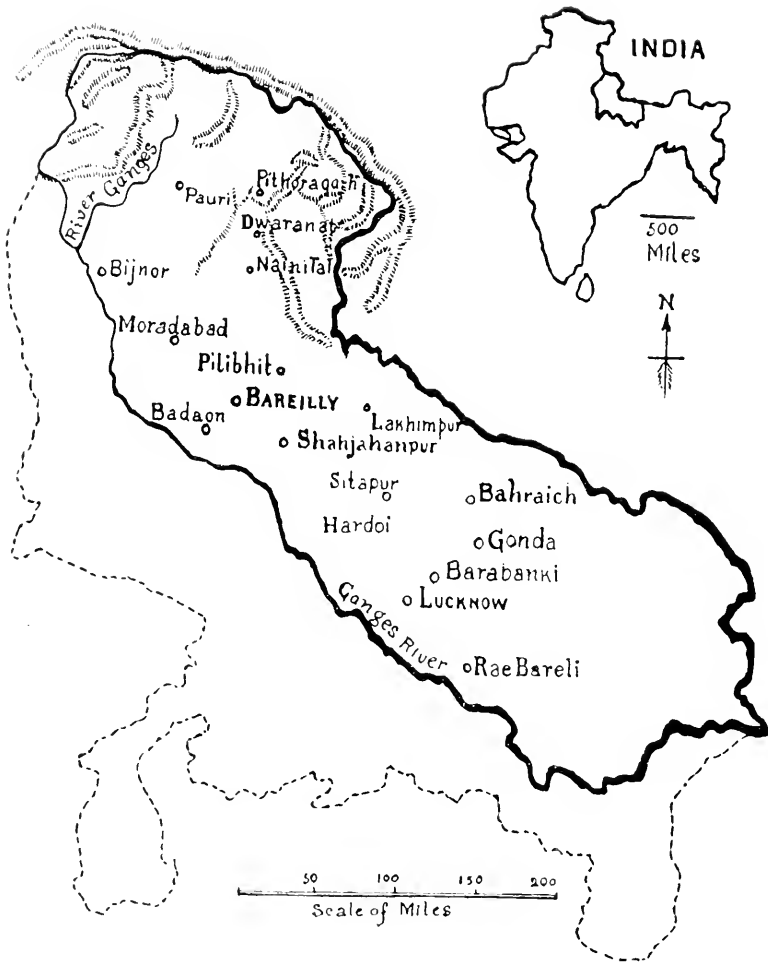 INDIA
500
Miles
N
River Ganges
Pauri
Pithoragarh
Dwaranat
Naini Tal
Bijnor
Moradabad
Pilibhit
BAREILLY
Badaon
Lakhimpur
Shahjahanpur
Sitapur
Bahraich
Hardoi
Gonda
Barabanki
LUCKNOW
Ganges River
Rae Bareli
50 100 150 200
Scale of Miles